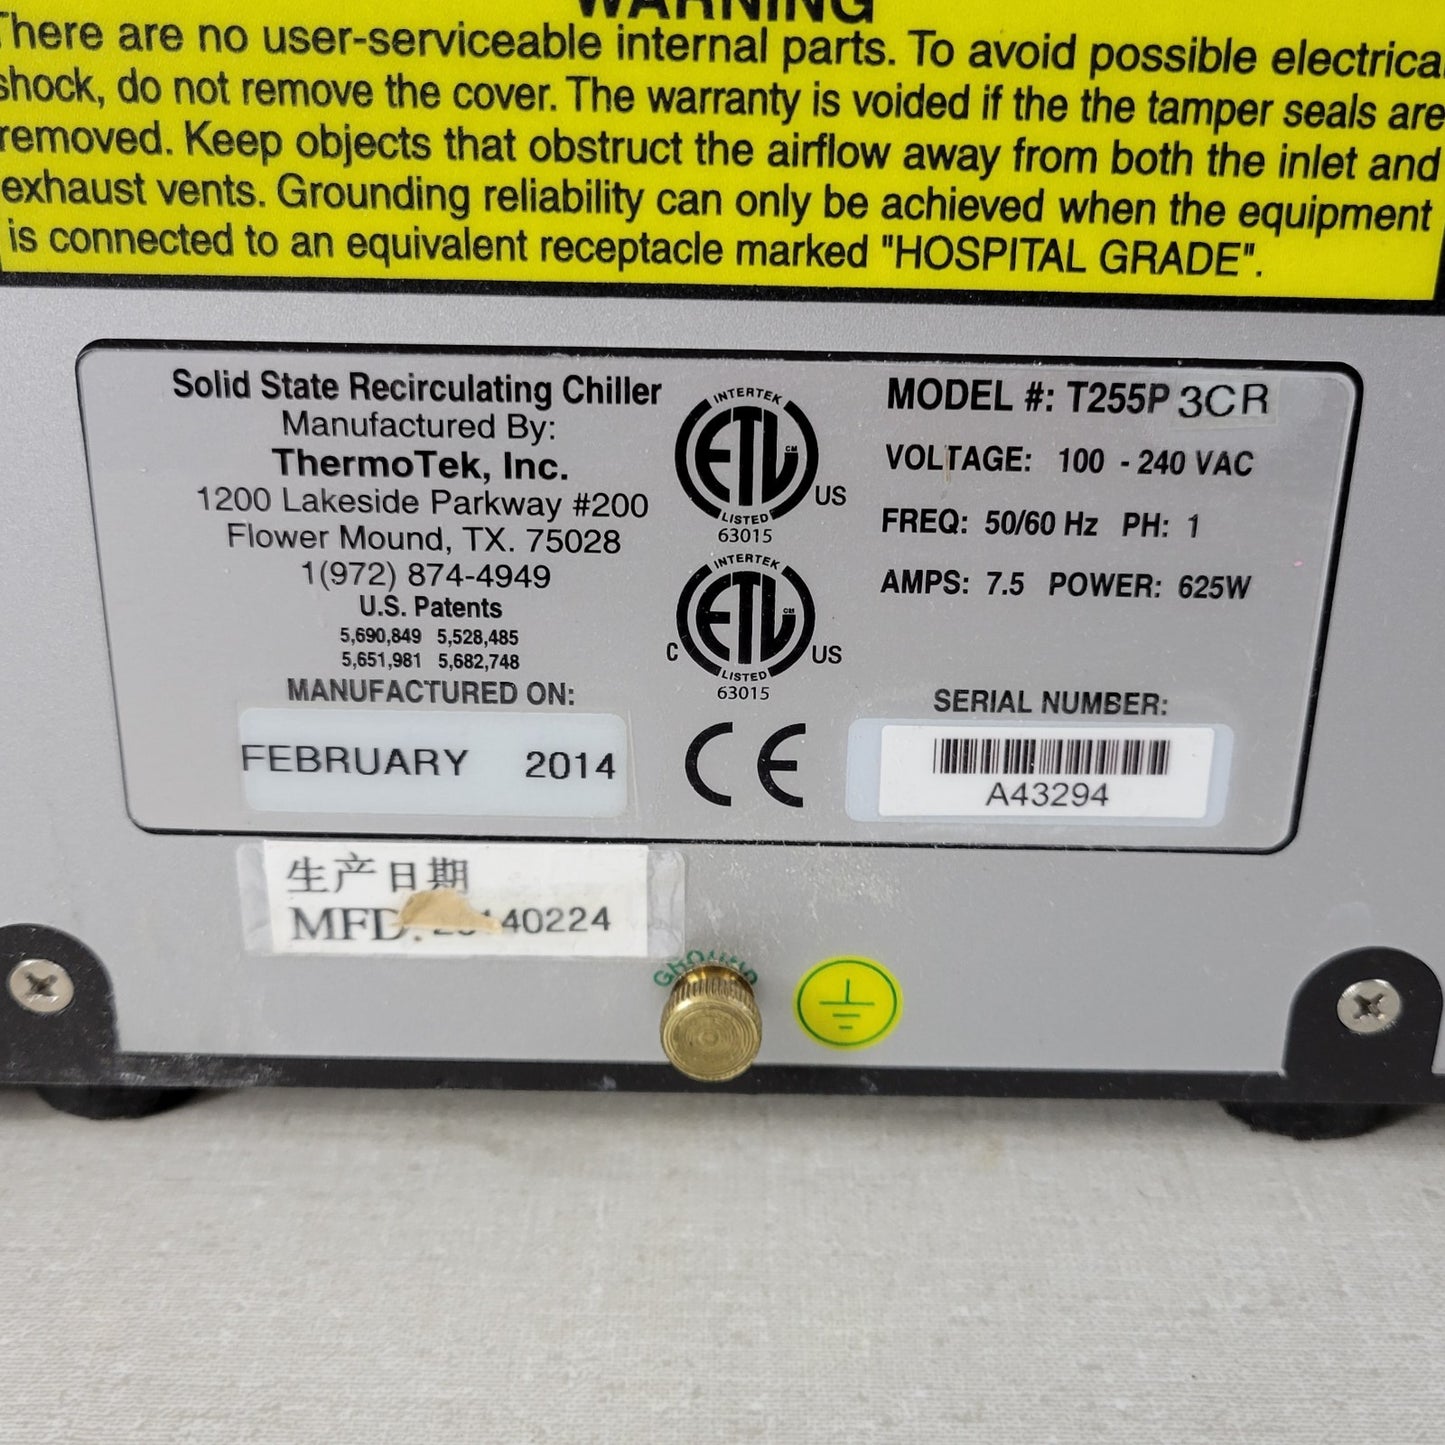 WARNING
There are no user-serviceable internal parts. To avoid possible electrical
shock, do not remove the cover. The warranty is voided if the the tamper seals are
removed. Keep objects that obstruct the airflow away from both the inlet and
exhaust vents. Grounding reliability can only be achieved when the equipment
is connected to an equivalent receptacle marked "HOSPITAL GRADE".
Solid State Recirculating Chiller
Manufactured By:
ThermoTek, Inc.
1200 Lakeside Parkway #200
Flower Mound, TX. 75028
1(972) 874-4949
U.S. Patents
5,690,849 5,528,485
5,651,981 5,682,748
MANUFACTURED ON:
FEBRUARY 2014
INTERTEK
ETL CM
US
LISTED
63015
INTERTEK
ETL CM
C US
LISTED
63015
CE
MODEL #: T255P 3CR
VOLTAGE: 100 - 240 VAC
FREQ: 50/60 Hz PH: 1
AMPS: 7.5 POWER: 625W
SERIAL NUMBER:
A43294
生产日期
MFD:
GROUND